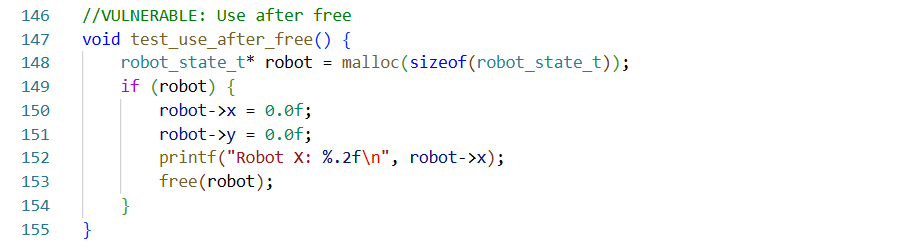 146 //VULNERABLE: Use after free
147 void test_use_after_free() {
148     robot_state_t* robot = malloc(sizeof(robot_state_t));
149     if (robot) {
150         robot->x = 0.0f;
151         robot->y = 0.0f;
152         printf("Robot X: %.2f\n", robot->x);
153         free(robot);
154     }
155 }